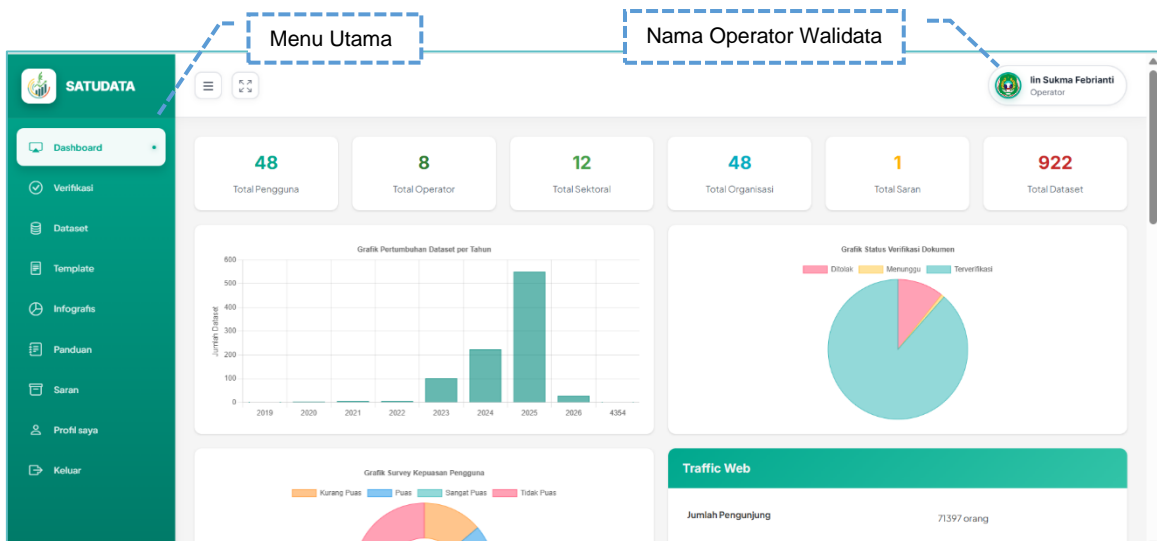 Menu Utama
Nama Operator Walidata
SATUDATA
Iin Sukma Febrianti
Operator
Dashboard
Verifikasi
Dataset
Template
Infografis
Panduan
Saran
Profil saya
Keluar
48
Total Pengguna
8
Total Operator
12
Total Sektoral
48
Total Organisasi
1
Total Saran
922
Total Dataset
Grafik Pertumbuhan Dataset per Tahun
Jumlah Dataset
600
500
400
300
200
100
0
2019 2020 2021 2022 2023 2024 2025 2026 4354
Grafik Status Verifikasi Dokumen
Ditolak Menunggu Terverifikasi
Grafik Survey Kepuasan Pengguna
Kurang Puas Puas Sangat Puas Tidak Puas
Traffic Web
Jumlah Pengunjung 71397 orang